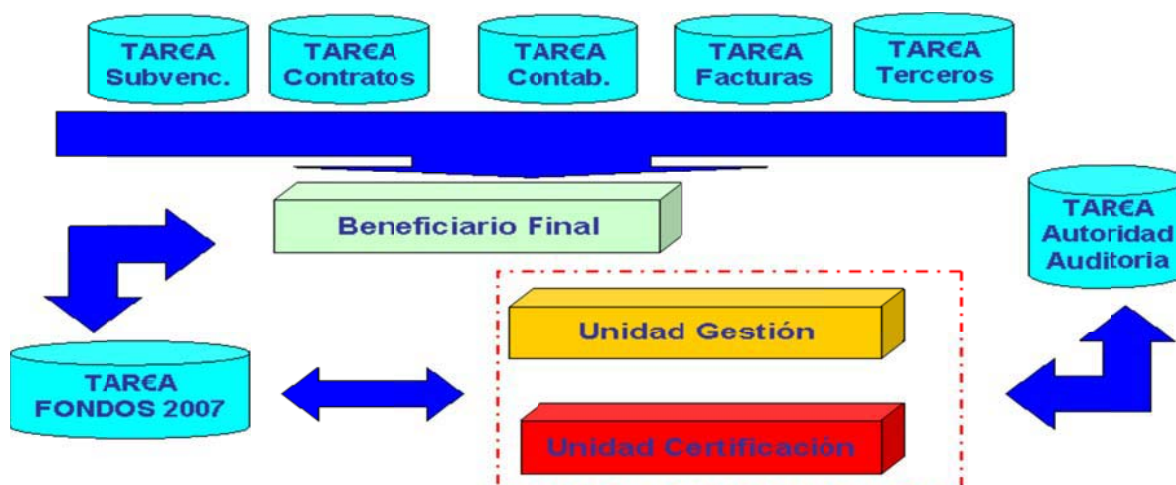 TAR€A
Subvenc.
TAR€A
Contratos
TAR€A
Contab.
TAR€A
Facturas
TAR€A
Terceros
Beneficiario Final
TAR€A
Autoridad
Auditoria
Unidad Gestión
TAR€A
FONDOS 2007
Unidad Certificación